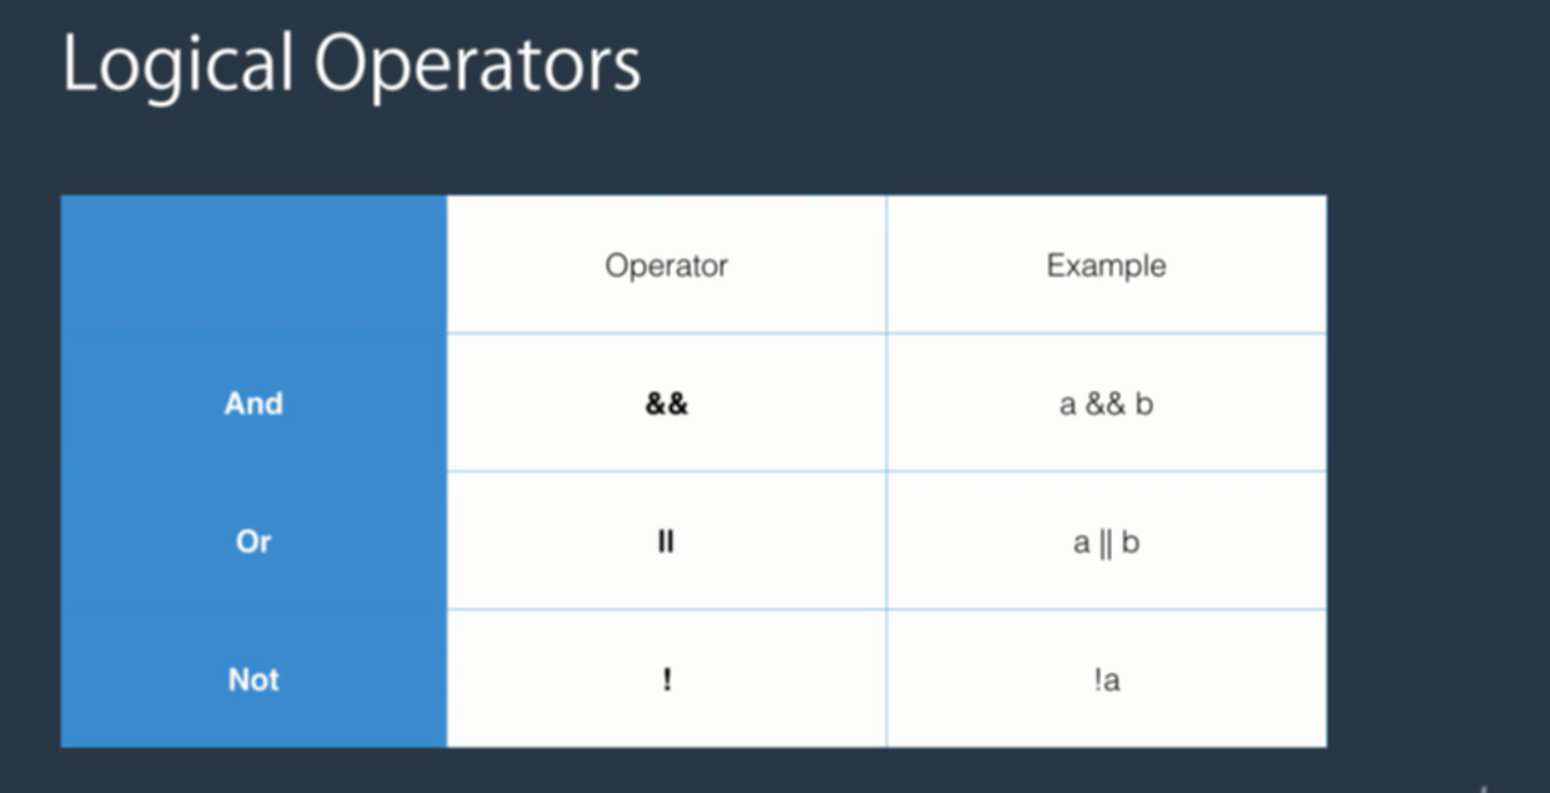 Logical Operators
Operator Example
And && a && b
Or || a || b
Not ! !a